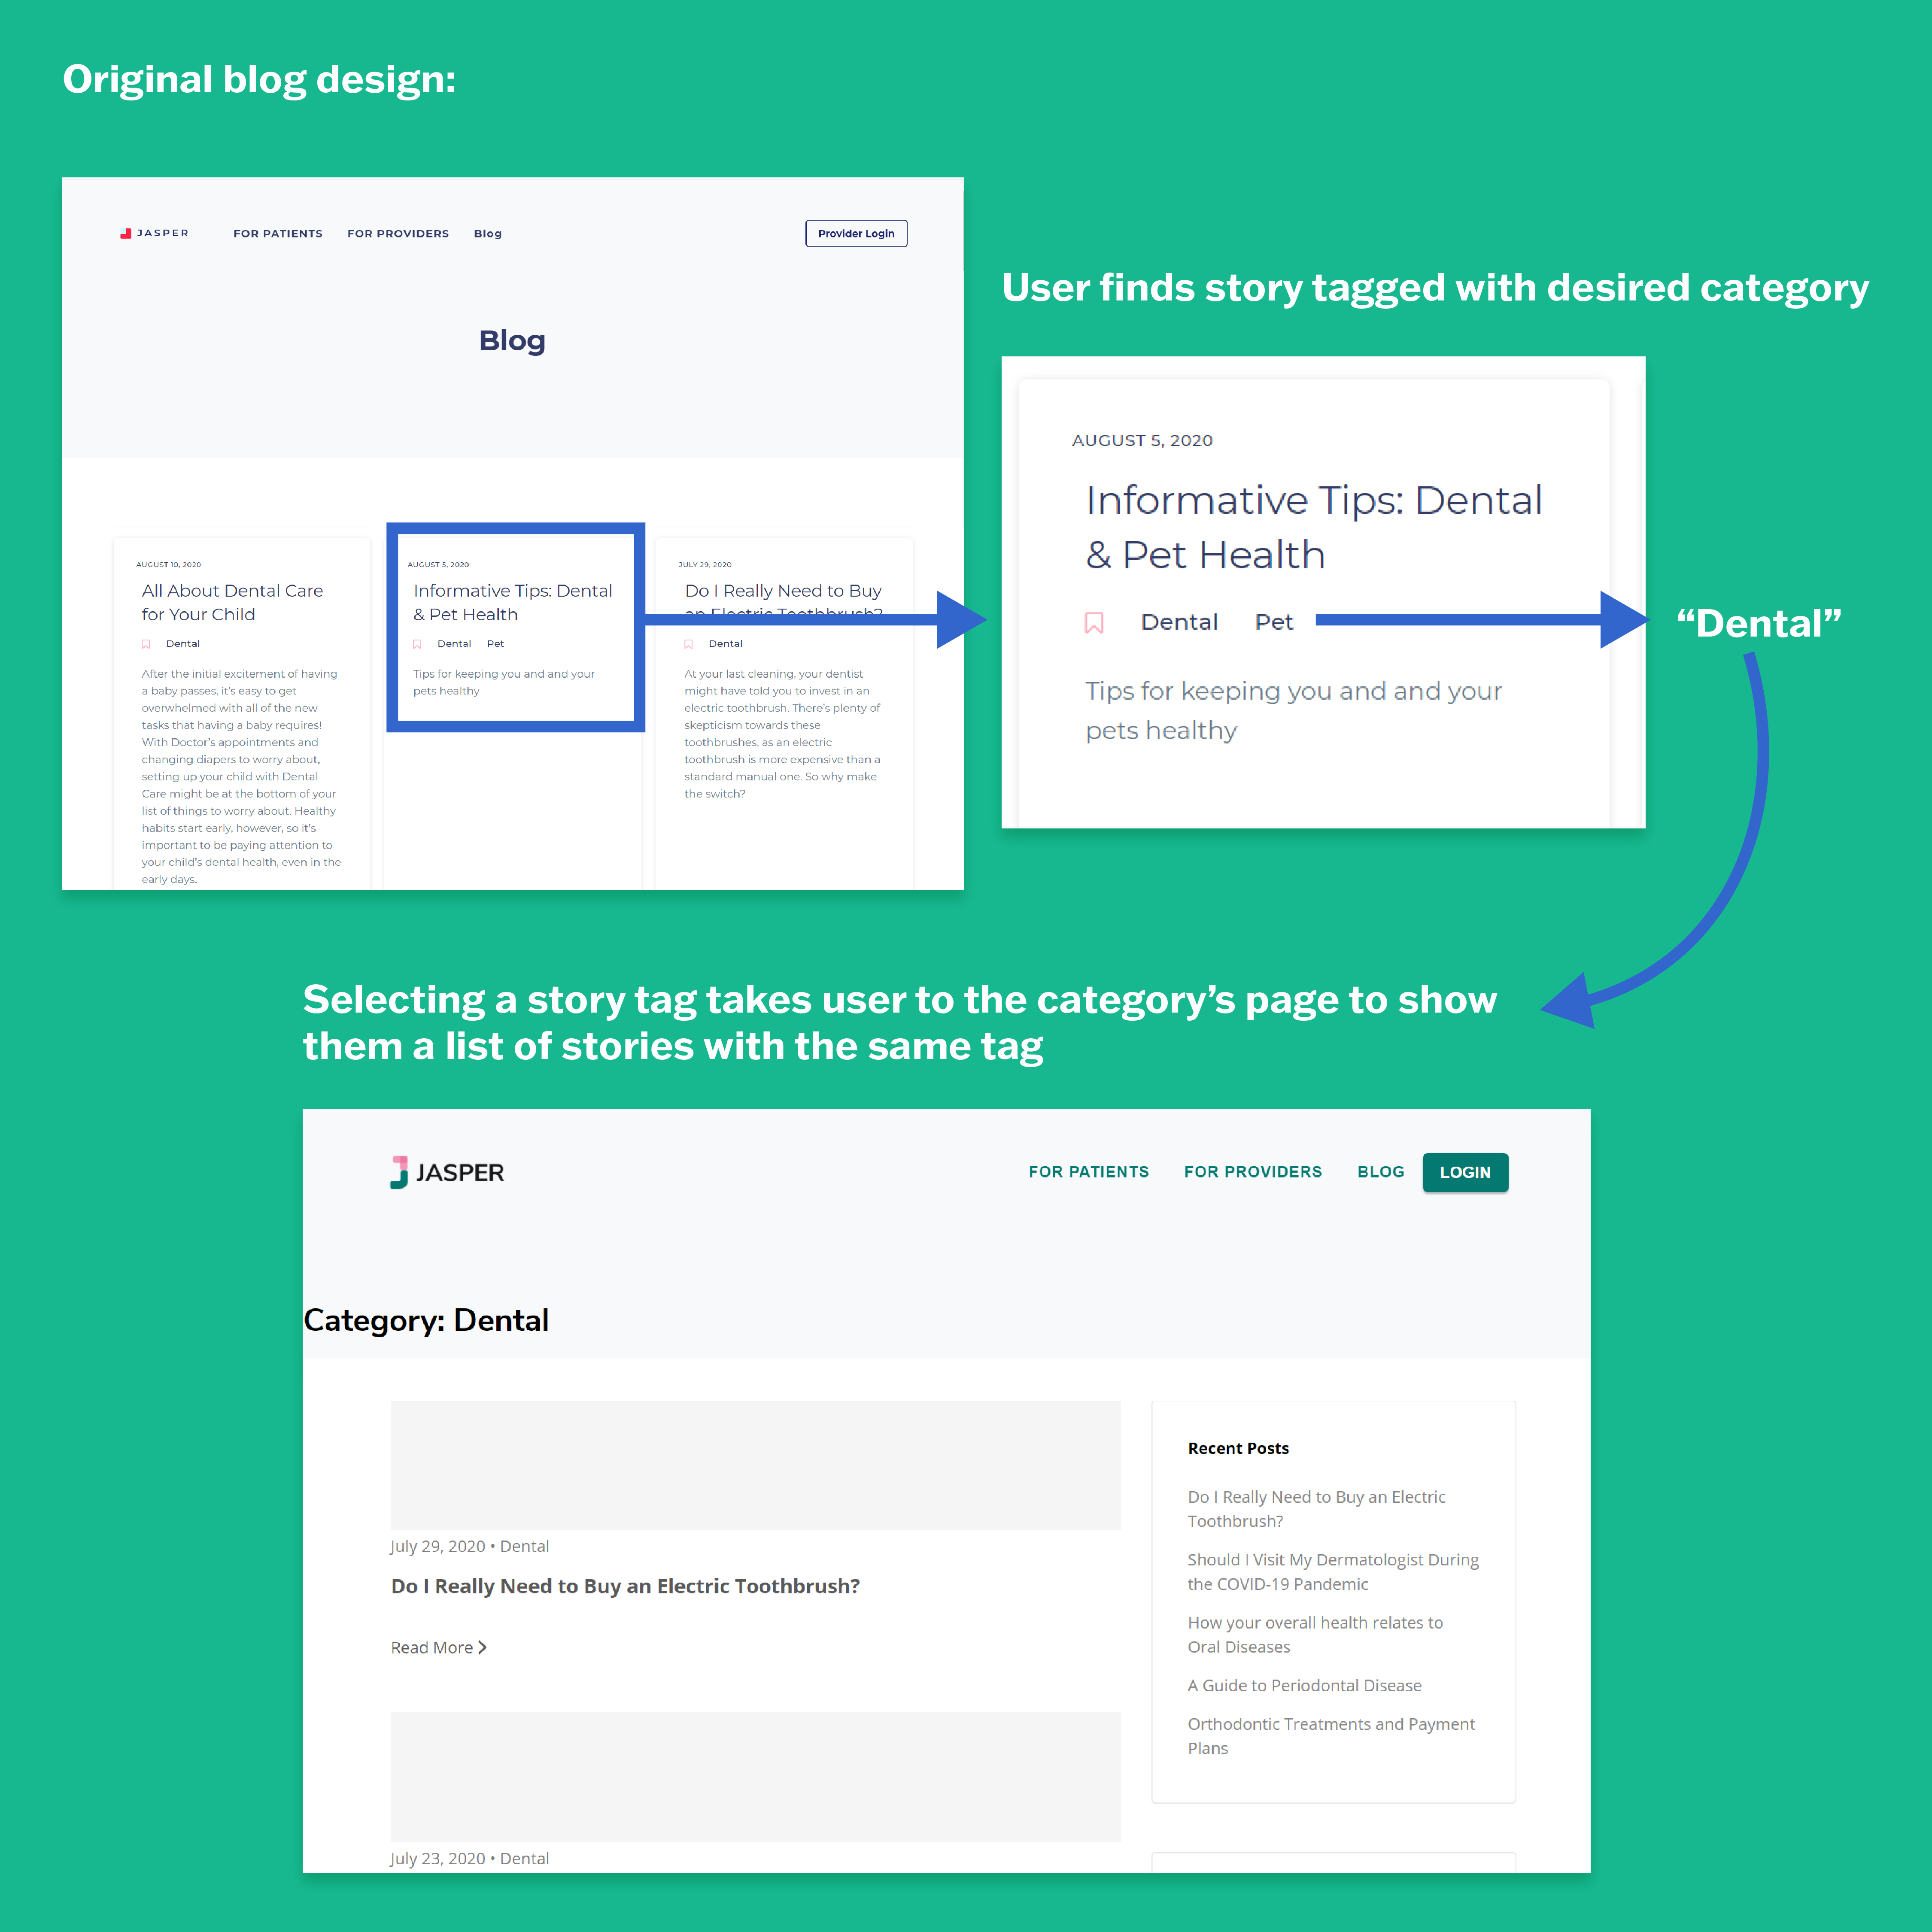 Original blog design:
JASPER
FOR PATIENTS
FOR PROVIDERS
Blog
Provider Login
Blog
AUGUST 10, 2020
All About Dental Care
for Your Child
Dental
After the initial excitement of having
a baby passes, it's easy to get
overwhelmed with all of the new
tasks that having a baby requires!
With Doctor's appointments and
changing diapers to worry about,
setting up your child with Dental
Care might be at the bottom of your
list of things to worry about. Healthy
habits start early, however, so it's
important to be paying attention to
your child's dental health, even in the
early days.
AUGUST 5, 2020
Informative Tips: Dental
& Pet Health
Dental Pet
Tips for keeping you and and your
pets healthy
JULY 29, 2020
Do I Really Need to Buy
an Electric Toothbrush?
Dental
At your last cleaning, your dentist
might have told you to invest in an
electric toothbrush. There's plenty of
skepticism towards these
toothbrushes, as an electric
toothbrush is more expensive than a
standard manual one. So why make
the switch?
User finds story tagged with desired category
AUGUST 5, 2020
Informative Tips: Dental
& Pet Health
Dental Pet
Tips for keeping you and and your
pets healthy
“Dental”
Selecting a story tag takes user to the category’s page to show
them a list of stories with the same tag
JASPER
FOR PATIENTS
FOR PROVIDERS
BLOG
LOGIN
Category: Dental
July 29, 2020 • Dental
Do I Really Need to Buy an Electric Toothbrush?
Read More
July 23, 2020 • Dental
Recent Posts
Do I Really Need to Buy an Electric
Toothbrush?
Should I Visit My Dermatologist During
the COVID-19 Pandemic
How your overall health relates to
Oral Diseases
A Guide to Periodontal Disease
Orthodontic Treatments and Payment
Plans